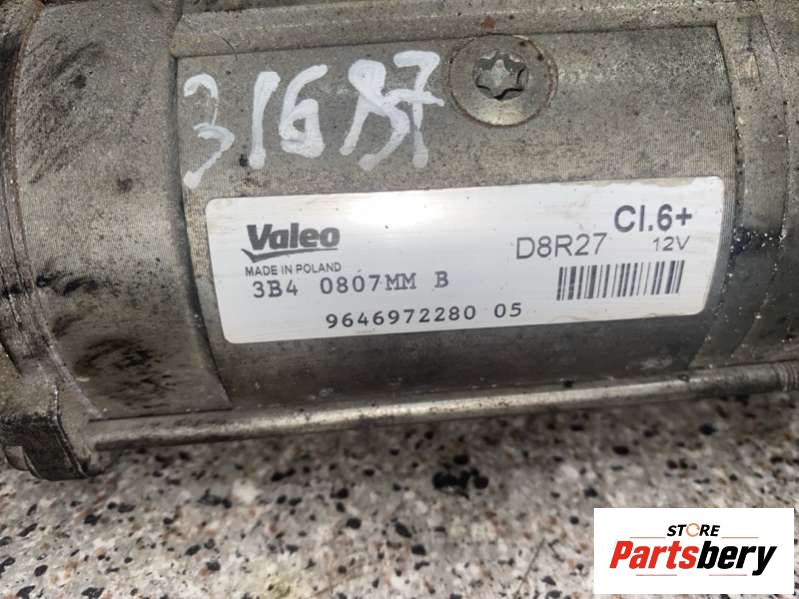 31687
Valeo
MADE IN POLAND
3B4 0807MM B
D8R27
CI.6+
12V
9646972280 05
STORE
Partsbery